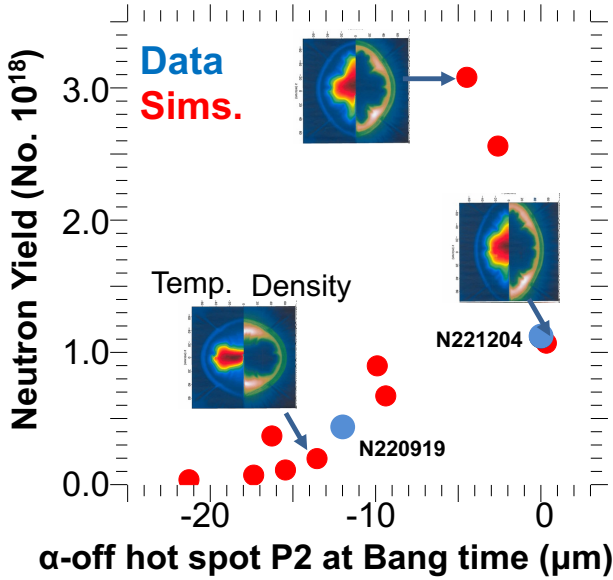 Data
Sims.
3.0
2.0
Temp. Density
N221204
1.0
N220919
0.0
-20 -10 0
Neutron Yield (No. 10¹⁸)
α-off hot spot P2 at Bang time (µm)